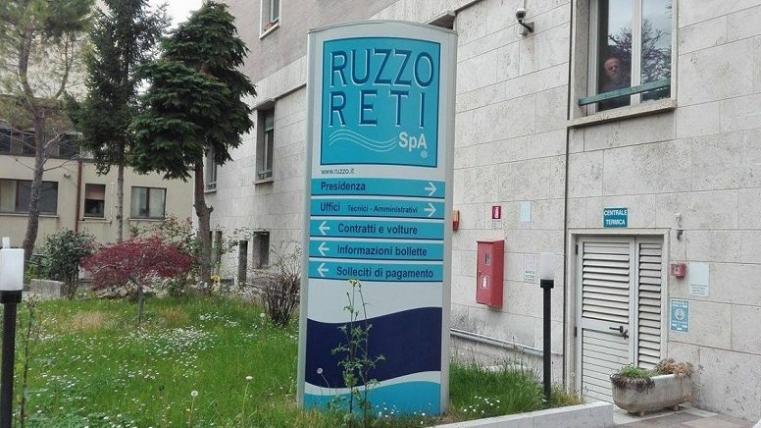 RUZZO
RETI
SpA
www.ruzzo.it
Presidenza
Uffici Tecnici - Amministrativi
Contratti e volture
Informazioni bollette
Solleciti di pagamento
CENTRALE
TERMICA